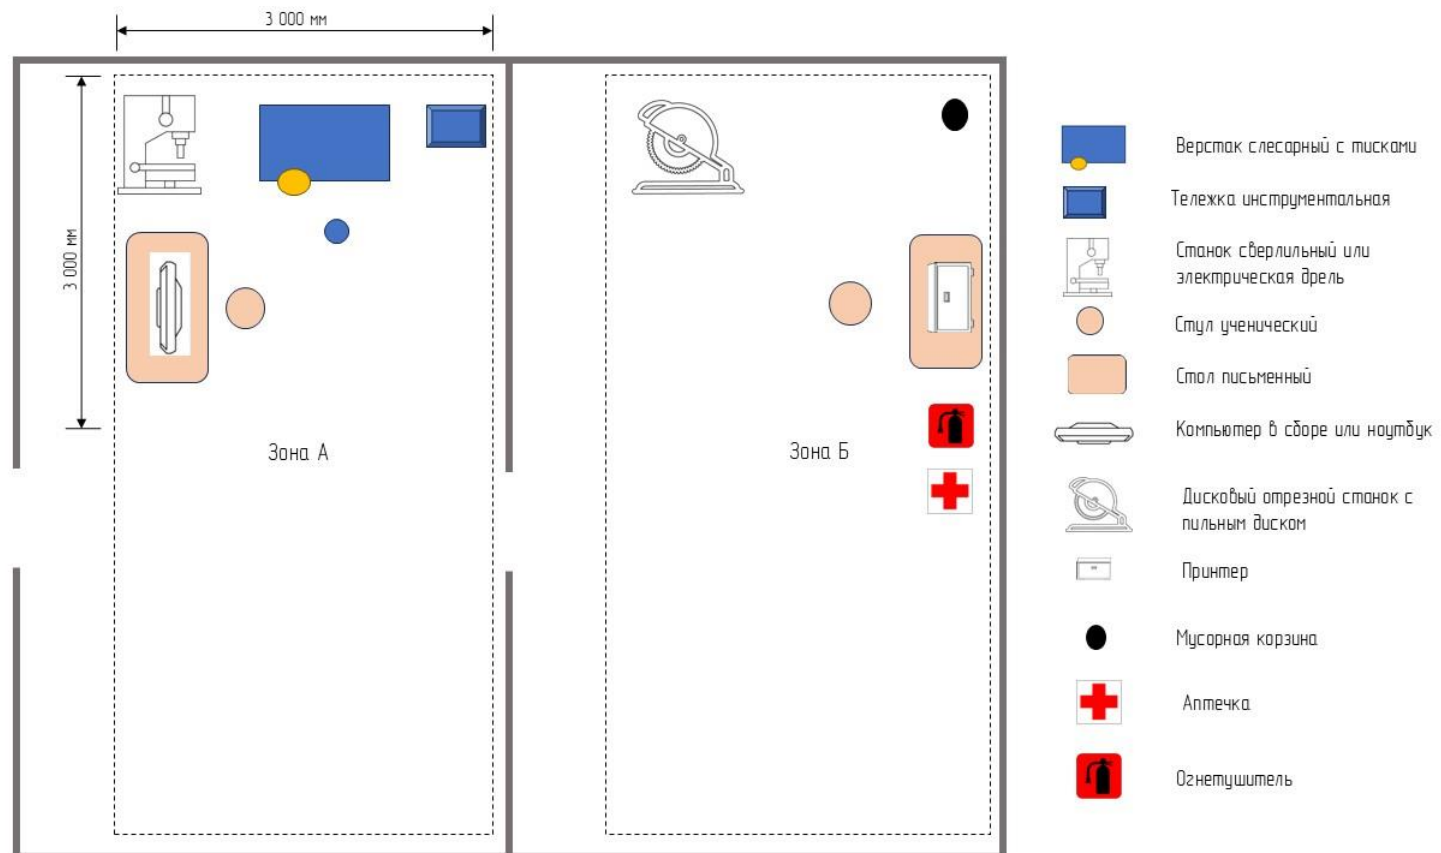 3 000 мм
3 000 мм
Зона А
Зона Б
Верстак слесарный с тисками
Тележка инструментальная
Станок сверлильный или
электрическая дрель
Стул ученический
Стол письменный
Компьютер в сборе или ноутбук
Дисковый отрезной станок с
пильным диском
Принтер
Мусорная корзина
Аптечка
Огнетушитель